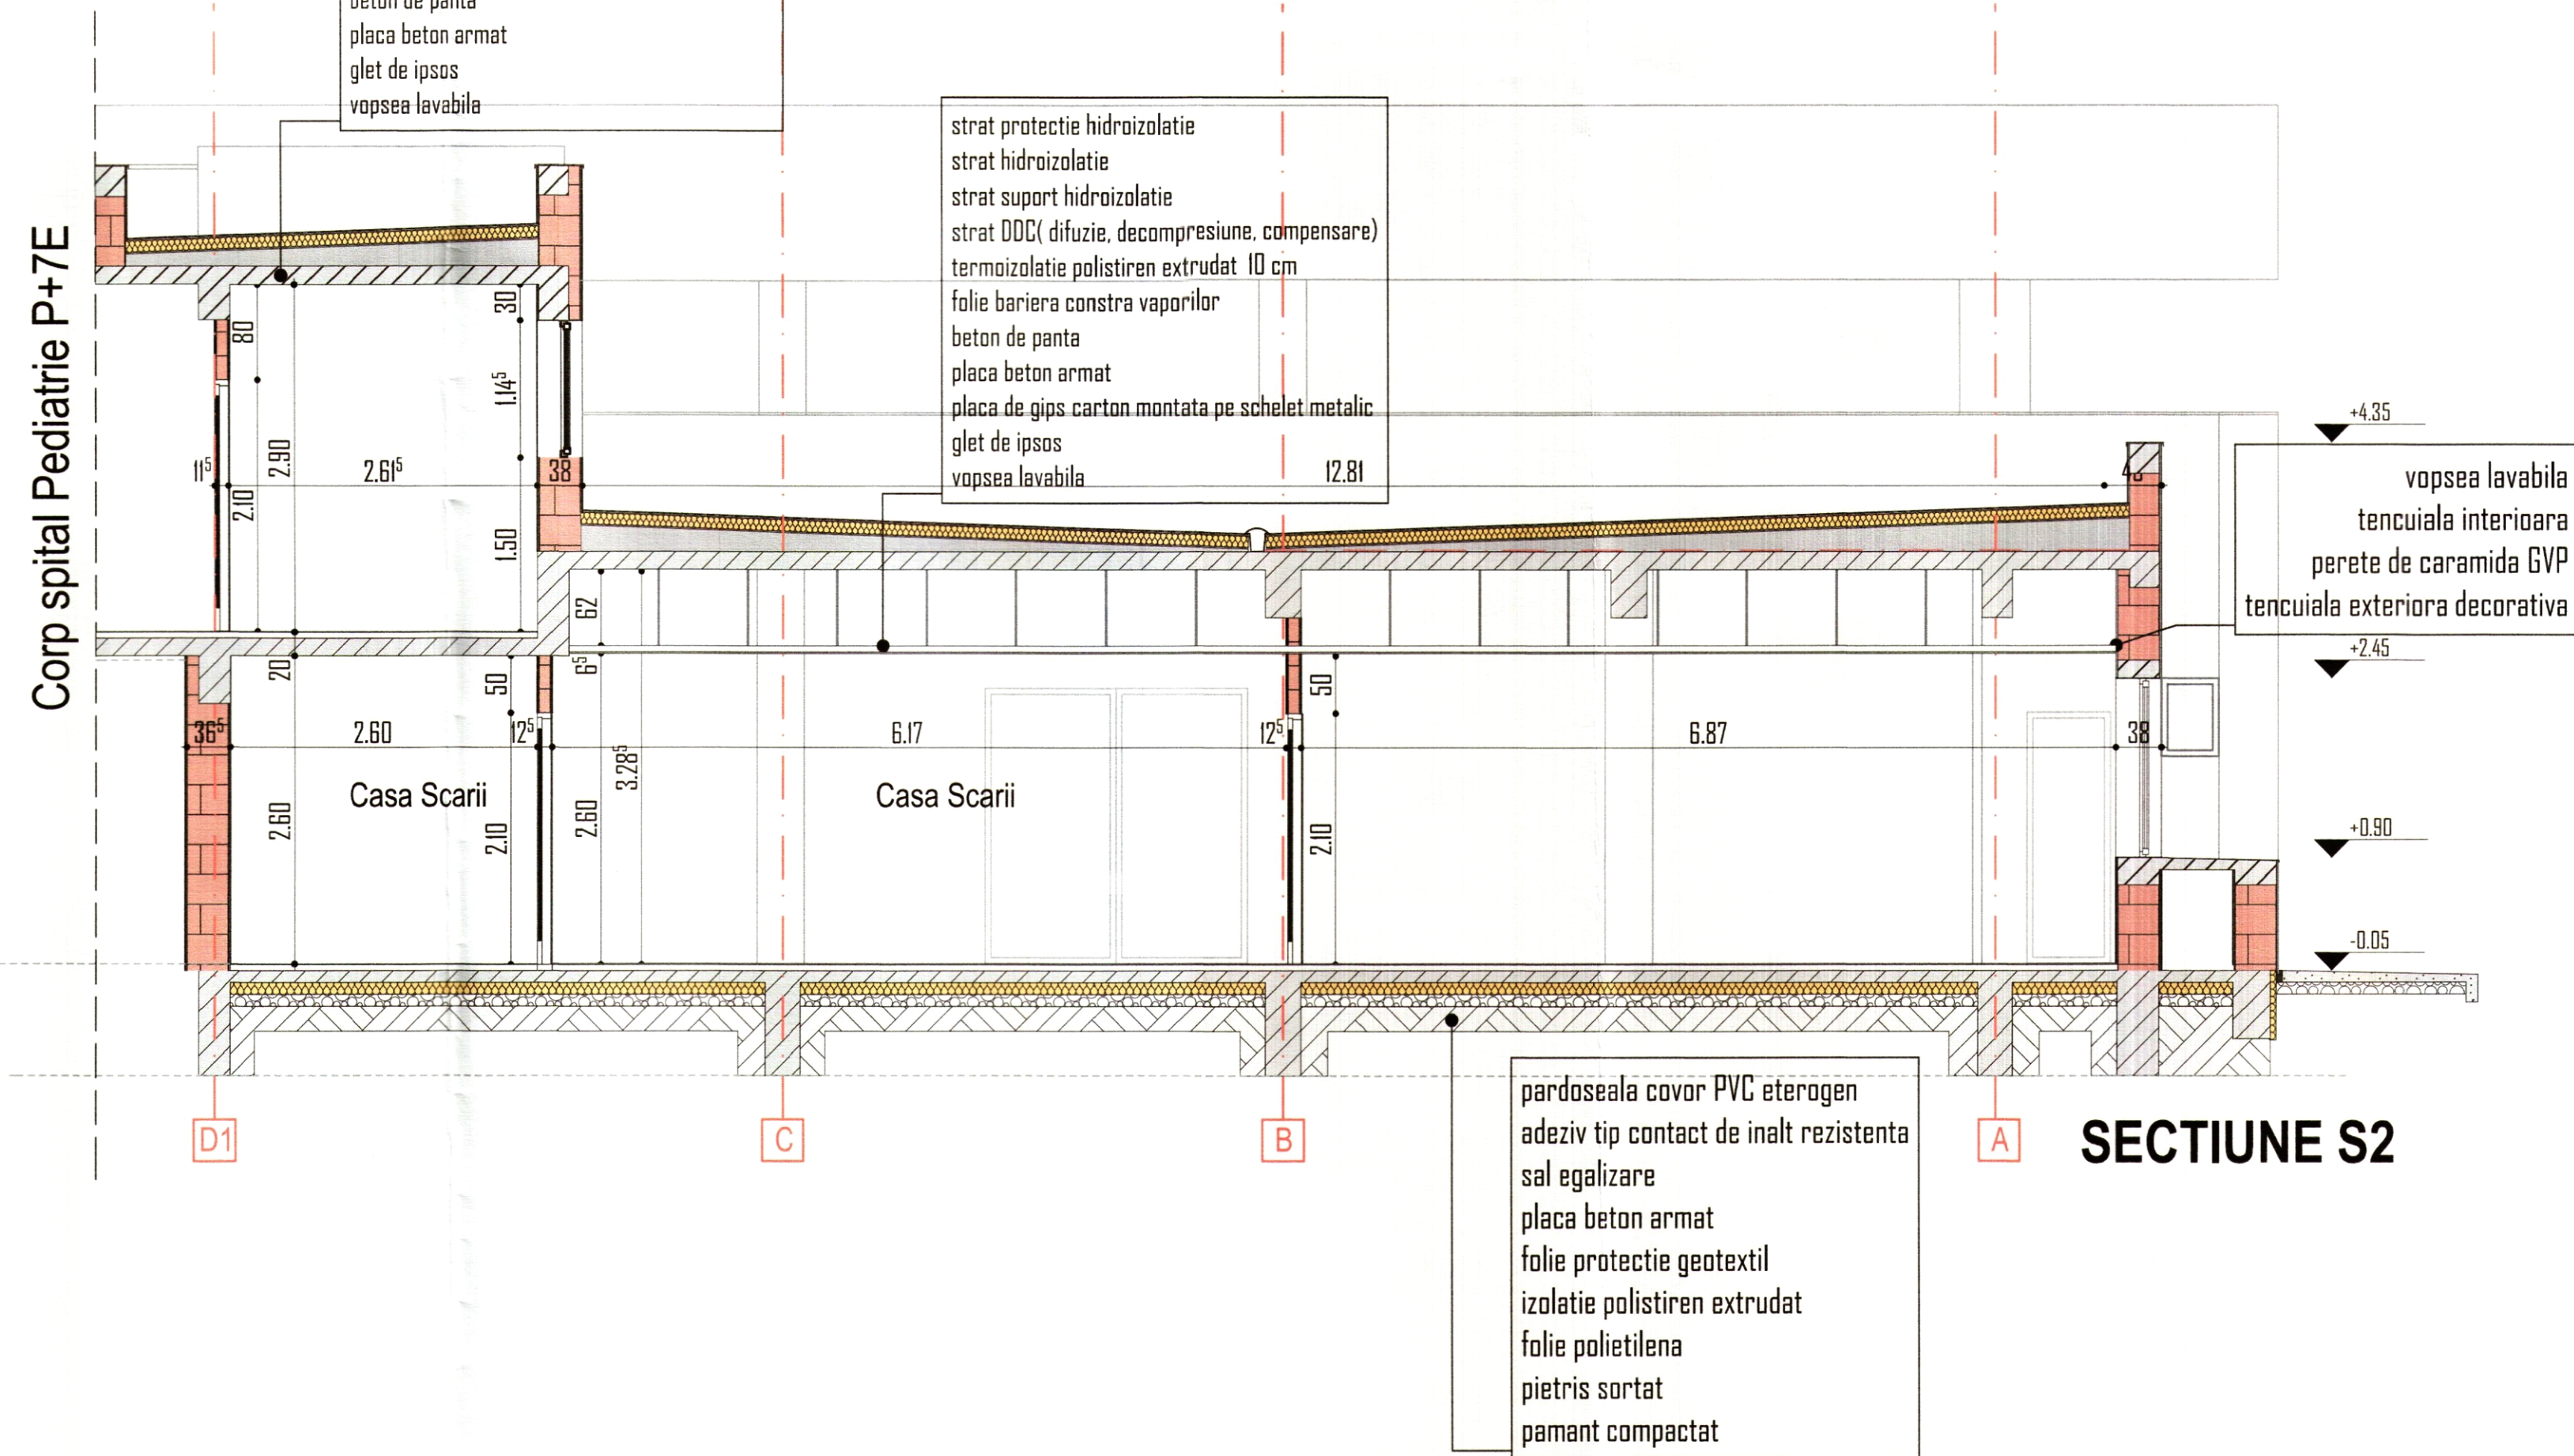 beton de panta
placa beton armat
glet de ipsos
vopsea lavabila
strat protectie hidroizolatie
strat hidroizolatie
strat suport hidroizolatie
strat DDC( difuzie, decompresiune, compensare)
termoizolatie polistiren extrudat 10 cm
folie bariera constra vaporilor
beton de panta
placa beton armat
placa de gips carton montata pe schelet metalic
glet de ipsos
vopsea lavabila
12.81
Corp spital Pediatrie P+7E
80
2.90
2.10
11⁵
2.61⁵
30
1.14⁵
38
1.50
+4.35
vopsea lavabila
tencuiala interioara
perete de caramida GVP
tencuiala exteriora decorativa
+2.45
62
6⁵
20
50
50
36⁵
2.60
12⁵
6.17
12⁵
6.87
38
3.28⁵
Casa Scarii
Casa Scarii
2.60
2.10
2.60
2.10
+0.90
-0.05
D1
C
B
A
SECTIUNE S2
pardoseala covor PVC eterogen
adeziv tip contact de inalt rezistenta
sal egalizare
placa beton armat
folie protectie geotextil
izolatie polistiren extrudat
folie polietilena
pietris sortat
pamant compactat